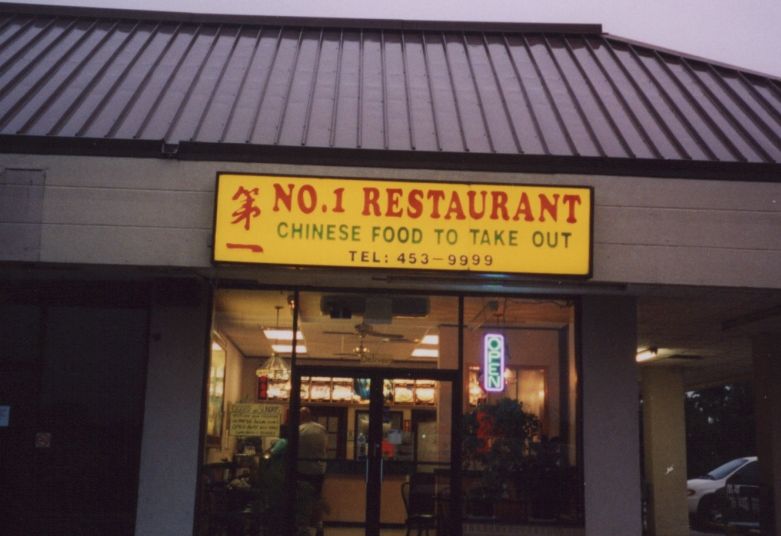 第一
NO.1 RESTAURANT
CHINESE FOOD TO TAKE OUT
TEL: 453-9999
OPEN